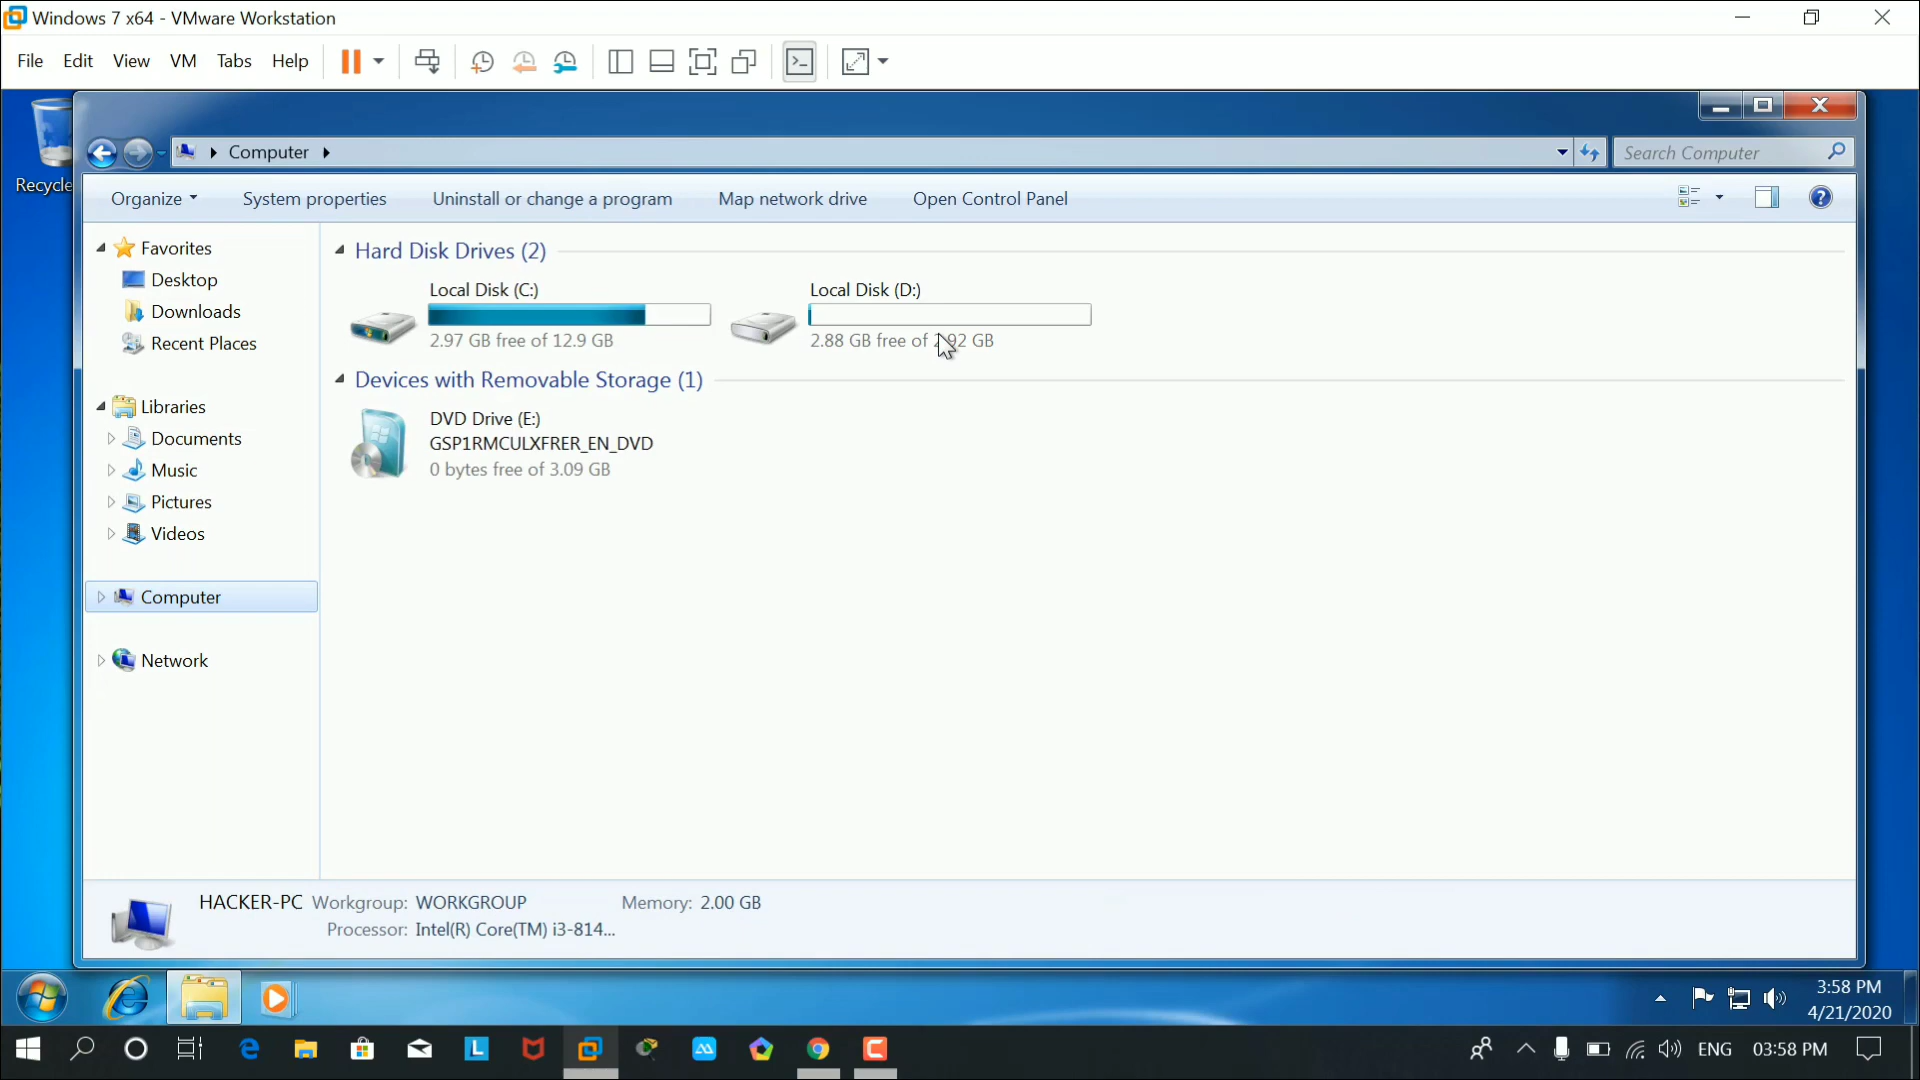 Windows 7 x64 - VMware Workstation
File Edit View VM Tabs Help
Recycle
Computer
Search Computer
Organize System properties Uninstall or change a program Map network drive Open Control Panel
Favorites
Desktop
Downloads
Recent Places
Libraries
Documents
Music
Pictures
Videos
Computer
Network
Hard Disk Drives (2)
Local Disk (C:)
2.97 GB free of 12.9 GB
Local Disk (D:)
2.88 GB free of 2.92 GB
Devices with Removable Storage (1)
DVD Drive (E:)
GSP1RMCULXFRER_EN_DVD
0 bytes free of 3.09 GB
HACKER-PC Workgroup: WORKGROUP Memory: 2.00 GB
Processor: Intel(R) Core(TM) i3-814...
3:58 PM
4/21/2020
L
ENG 03:58 PM